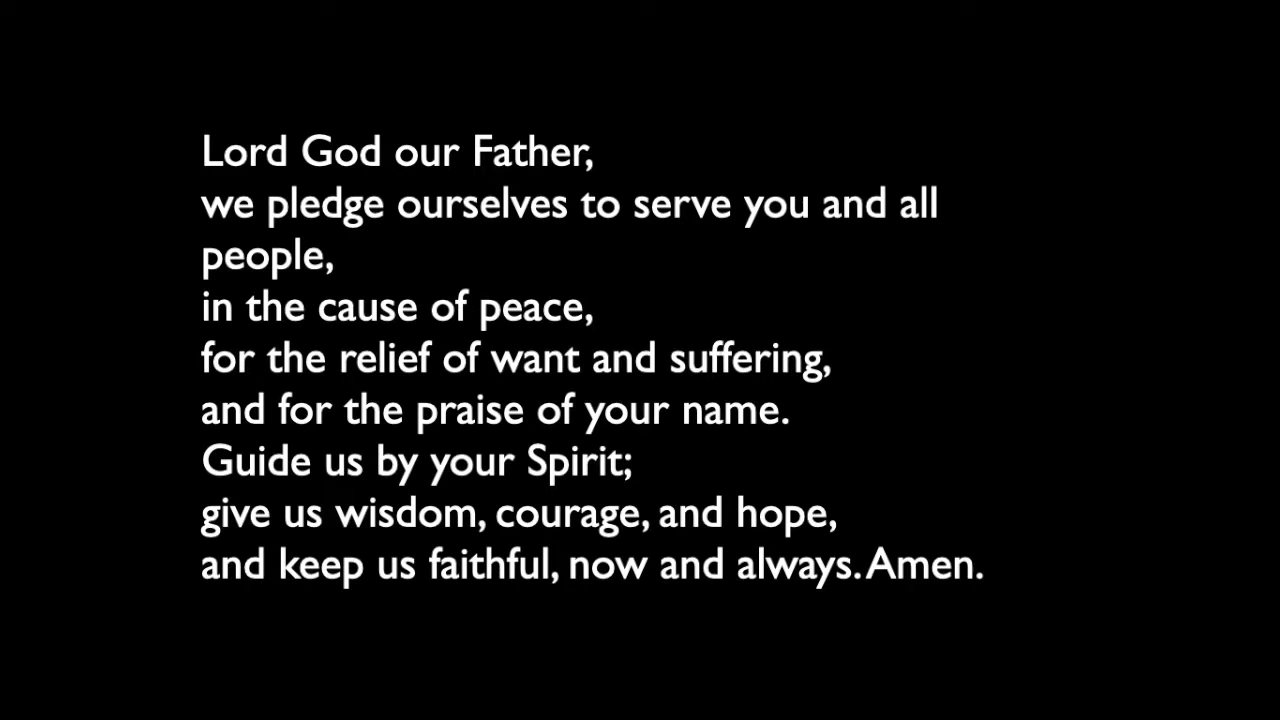 Lord God our Father,
we pledge ourselves to serve you and all
people,
in the cause of peace,
for the relief of want and suffering,
and for the praise of your name.
Guide us by your Spirit;
give us wisdom, courage, and hope,
and keep us faithful, now and always. Amen.